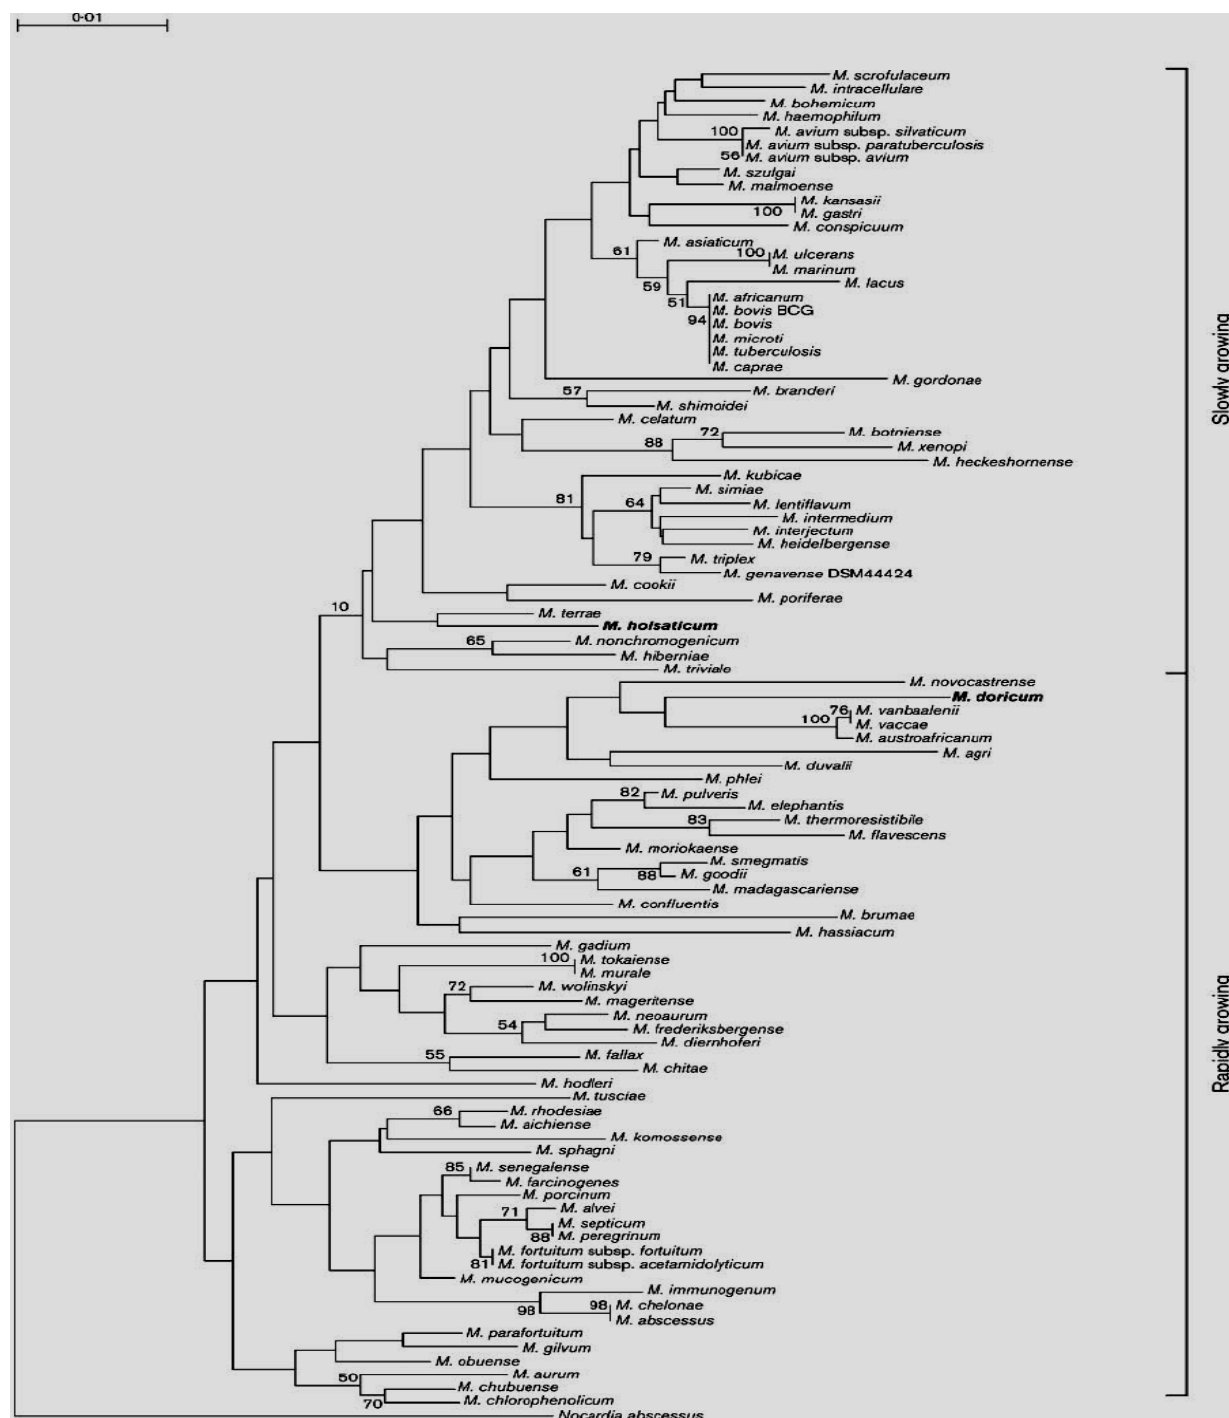 0·01
M. scrofulaceum
M. intracellulare
M. bohemicum
M. haemophilum
100
M. avium subsp. silvaticum
M. avium subsp. paratuberculosis
56
M. avium subsp. avium
M. szulgai
M. malmoense
M. kansasii
100
M. gastri
M. conspicuum
M. asiaticum
61
100
M. ulcerans
M. marinum
59
M. lacus
51
M. africanum
M. bovis BCG
94
M. bovis
M. microti
M. tuberculosis
M. caprae
M. gordonae
57
M. branderi
M. shimoidei
M. celatum
72
M. botniense
88
M. xenopi
M. heckeshornense
M. kubicae
81
M. simiae
64
M. lentiflavum
M. intermedium
M. interjectum
M. heidelbergense
79
M. triplex
M. genavense DSM44424
M. cookii
M. poriferae
10
M. terrae
M. holsaticum
65
M. nonchromogenicum
M. hiberniae
M. triviale
Slowly growing
M. novocastrense
M. doricum
76
M. vanbaalenii
100
M. vaccae
M. austroafricanum
M. agri
M. duvalii
M. phlei
82
M. pulveris
M. elephantis
83
M. thermoresistibile
M. flavescens
M. moriokaense
M. smegmatis
61
88
M. goodii
M. madagascariense
M. confluentis
M. brumae
M. hassiacum
M. gadium
100
M. tokaiense
M. murale
72
M. wolinskyi
M. mageritense
M. neoaurum
54
M. frederiksbergense
M. diernhoferi
55
M. fallax
M. chitae
M. hodleri
M. tusciae
66
M. rhodesiae
M. aichiense
M. komossense
M. sphagni
85
M. senegalense
M. farcinogenes
M. porcinum
M. alvei
71
M. septicum
88
M. peregrinum
M. fortuitum subsp. fortuitum
81
M. fortuitum subsp. acetamidolyticum
M. mucogenicum
M. immunogenum
98
98
M. chelonae
M. abscessus
M. parafortuitum
M. gilvum
M. obuense
M. aurum
50
M. chubuense
70
M. chlorophenolicum
Nocardia abscessus
Rapidly growing